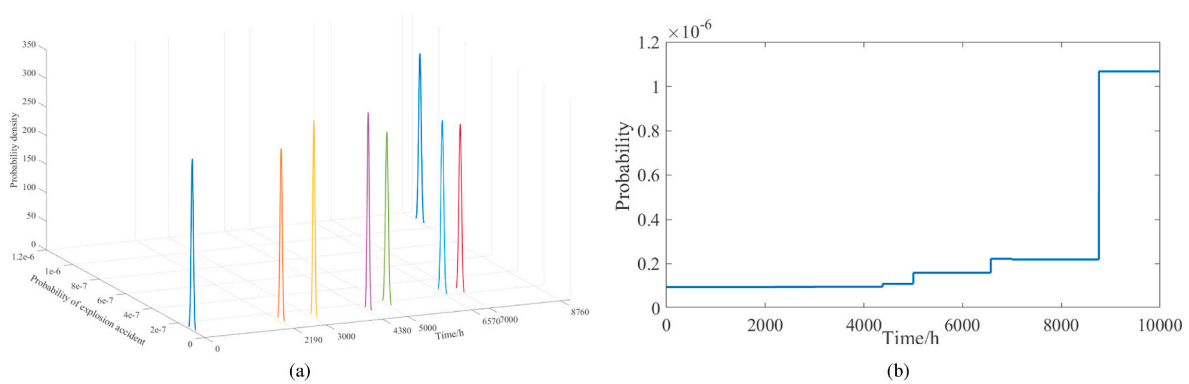 350
300
250
200
150
100
50
0
Probability density
1.2e-6
1e-6
8e-7
6e-7
4e-7
2e-7
0
Probability of explosion accident
0
2190
3000
4380
5000
6570
7000
8760
Time/h
(a)
×10-6
1.2
1
0.8
0.6
0.4
0.2
0
Probability
0
2000
4000
6000
8000
10000
Time/h
(b)